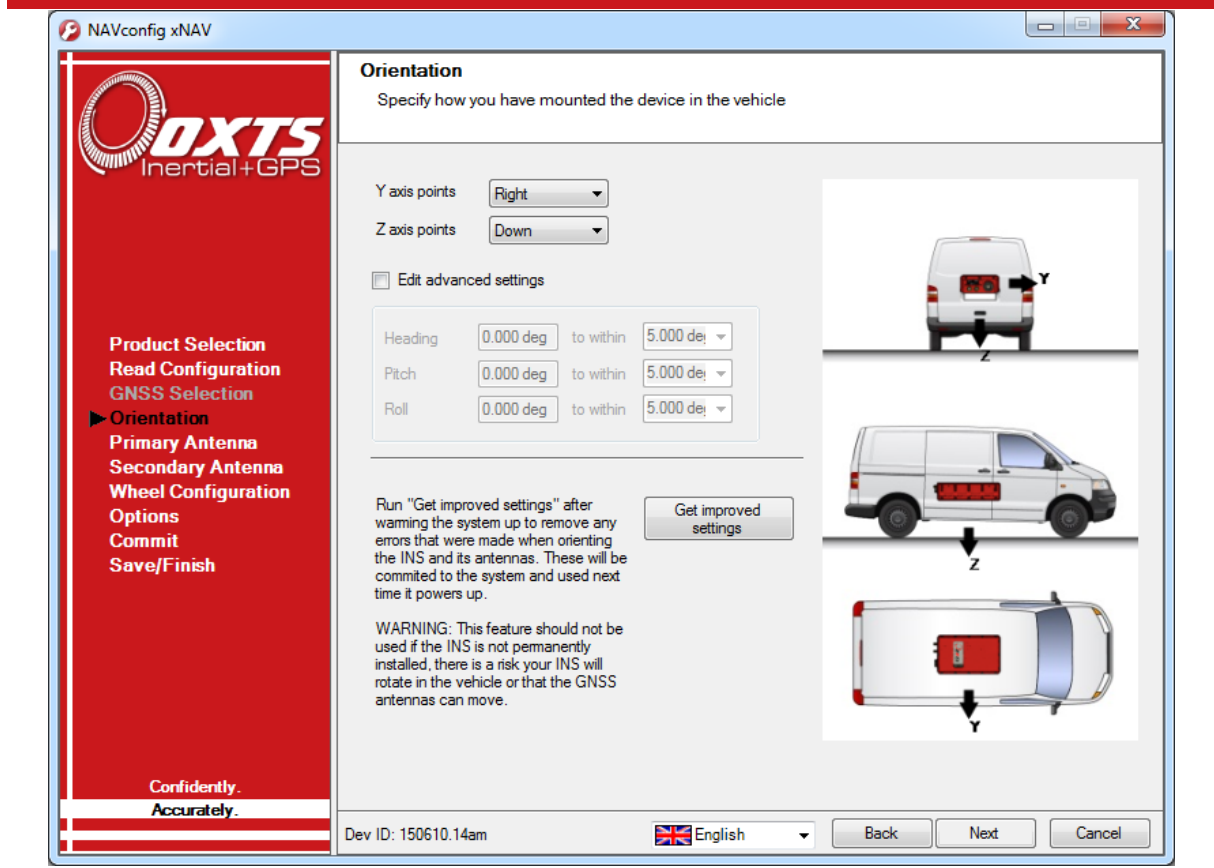 NAVconfig xNAV
OXTS
Inertial+GPS
Product Selection
Read Configuration
GNSS Selection
Orientation
Primary Antenna
Secondary Antenna
Wheel Configuration
Options
Commit
Save/Finish
Confidently.
Accurately.
Orientation
Specify how you have mounted the device in the vehicle
Y axis points Right
Z axis points Down
Edit advanced settings
Heading 0.000 deg to within 5.000 de
Pitch 0.000 deg to within 5.000 de
Roll 0.000 deg to within 5.000 de
Run "Get improved settings" after
warming the system up to remove any
errors that were made when orienting
the INS and its antennas. These will be
commited to the system and used next
time it powers up.
Get improved
settings
WARNING: This feature should not be
used if the INS is not permanently
installed, there is a risk your INS will
rotate in the vehicle or that the GNSS
antennas can move.
Y
Z
Z
Y
Dev ID: 150610.14am English Back Next Cancel